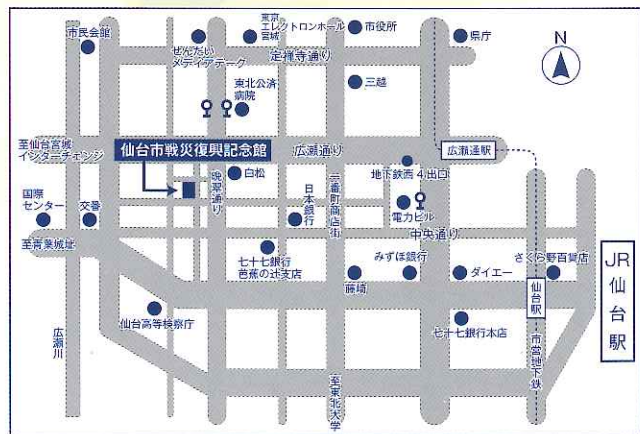 N
市民会館
せんだい
メディアテーク
東京
エレクトロンホール
宮城
市役所
県庁
定禅寺通り
東北公済
病院
三越
至仙台宮城
インターチェンジ
仙台市戦災復興記念館
広瀬通り
広瀬通駅
晩翠通り
白松
地下鉄西4出口
国際
センター
交番
日本銀行
一番町商店街
電力ビル
中央通り
至青葉城址
七十七銀行
芭蕉の辻支店
藤崎
みずほ銀行
ダイエー
さくら野百貨店
JR仙台駅
仙台駅
広瀬川
仙台高等検察庁
七十七銀行本店
市営地下鉄
至東北大学